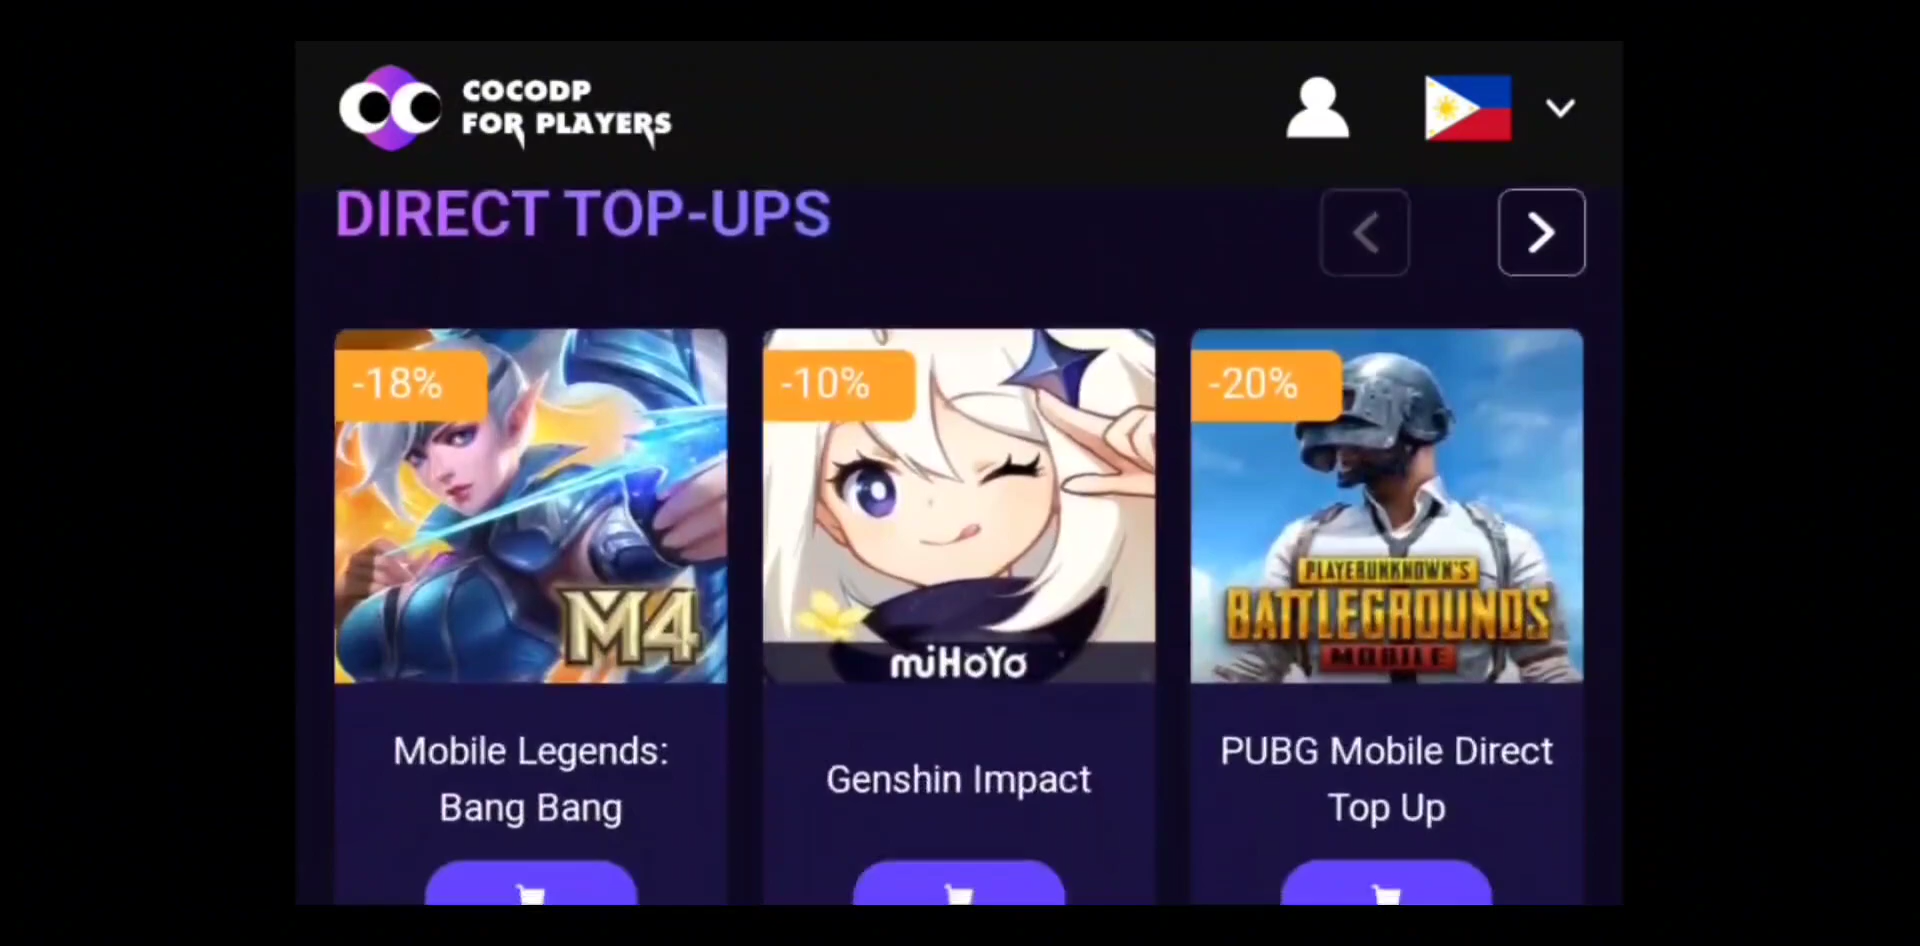 COCODP
FOR PLAYERS
DIRECT TOP-UPS
-18%
-10%
-20%
M4
miHoYo
PLAYERUNKNOWN'S
BATTLEGROUNDS
MOBILE
Mobile Legends:
Bang Bang
Genshin Impact
PUBG Mobile Direct
Top Up